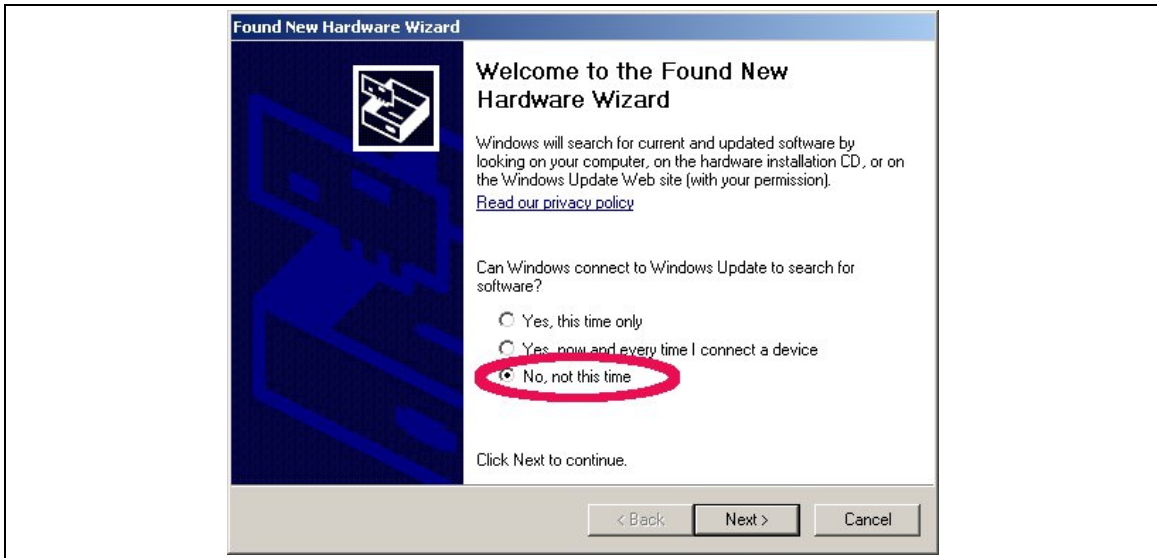 Found New Hardware Wizard
Welcome to the Found New
Hardware Wizard
Windows will search for current and updated software by
looking on your computer, on the hardware installation CD, or on
the Windows Update Web site (with your permission).
Read our privacy policy
Can Windows connect to Windows Update to search for
software?
Yes, this time only
Yes, now and every time I connect a device
No, not this time
Click Next to continue.
< Back Next > Cancel